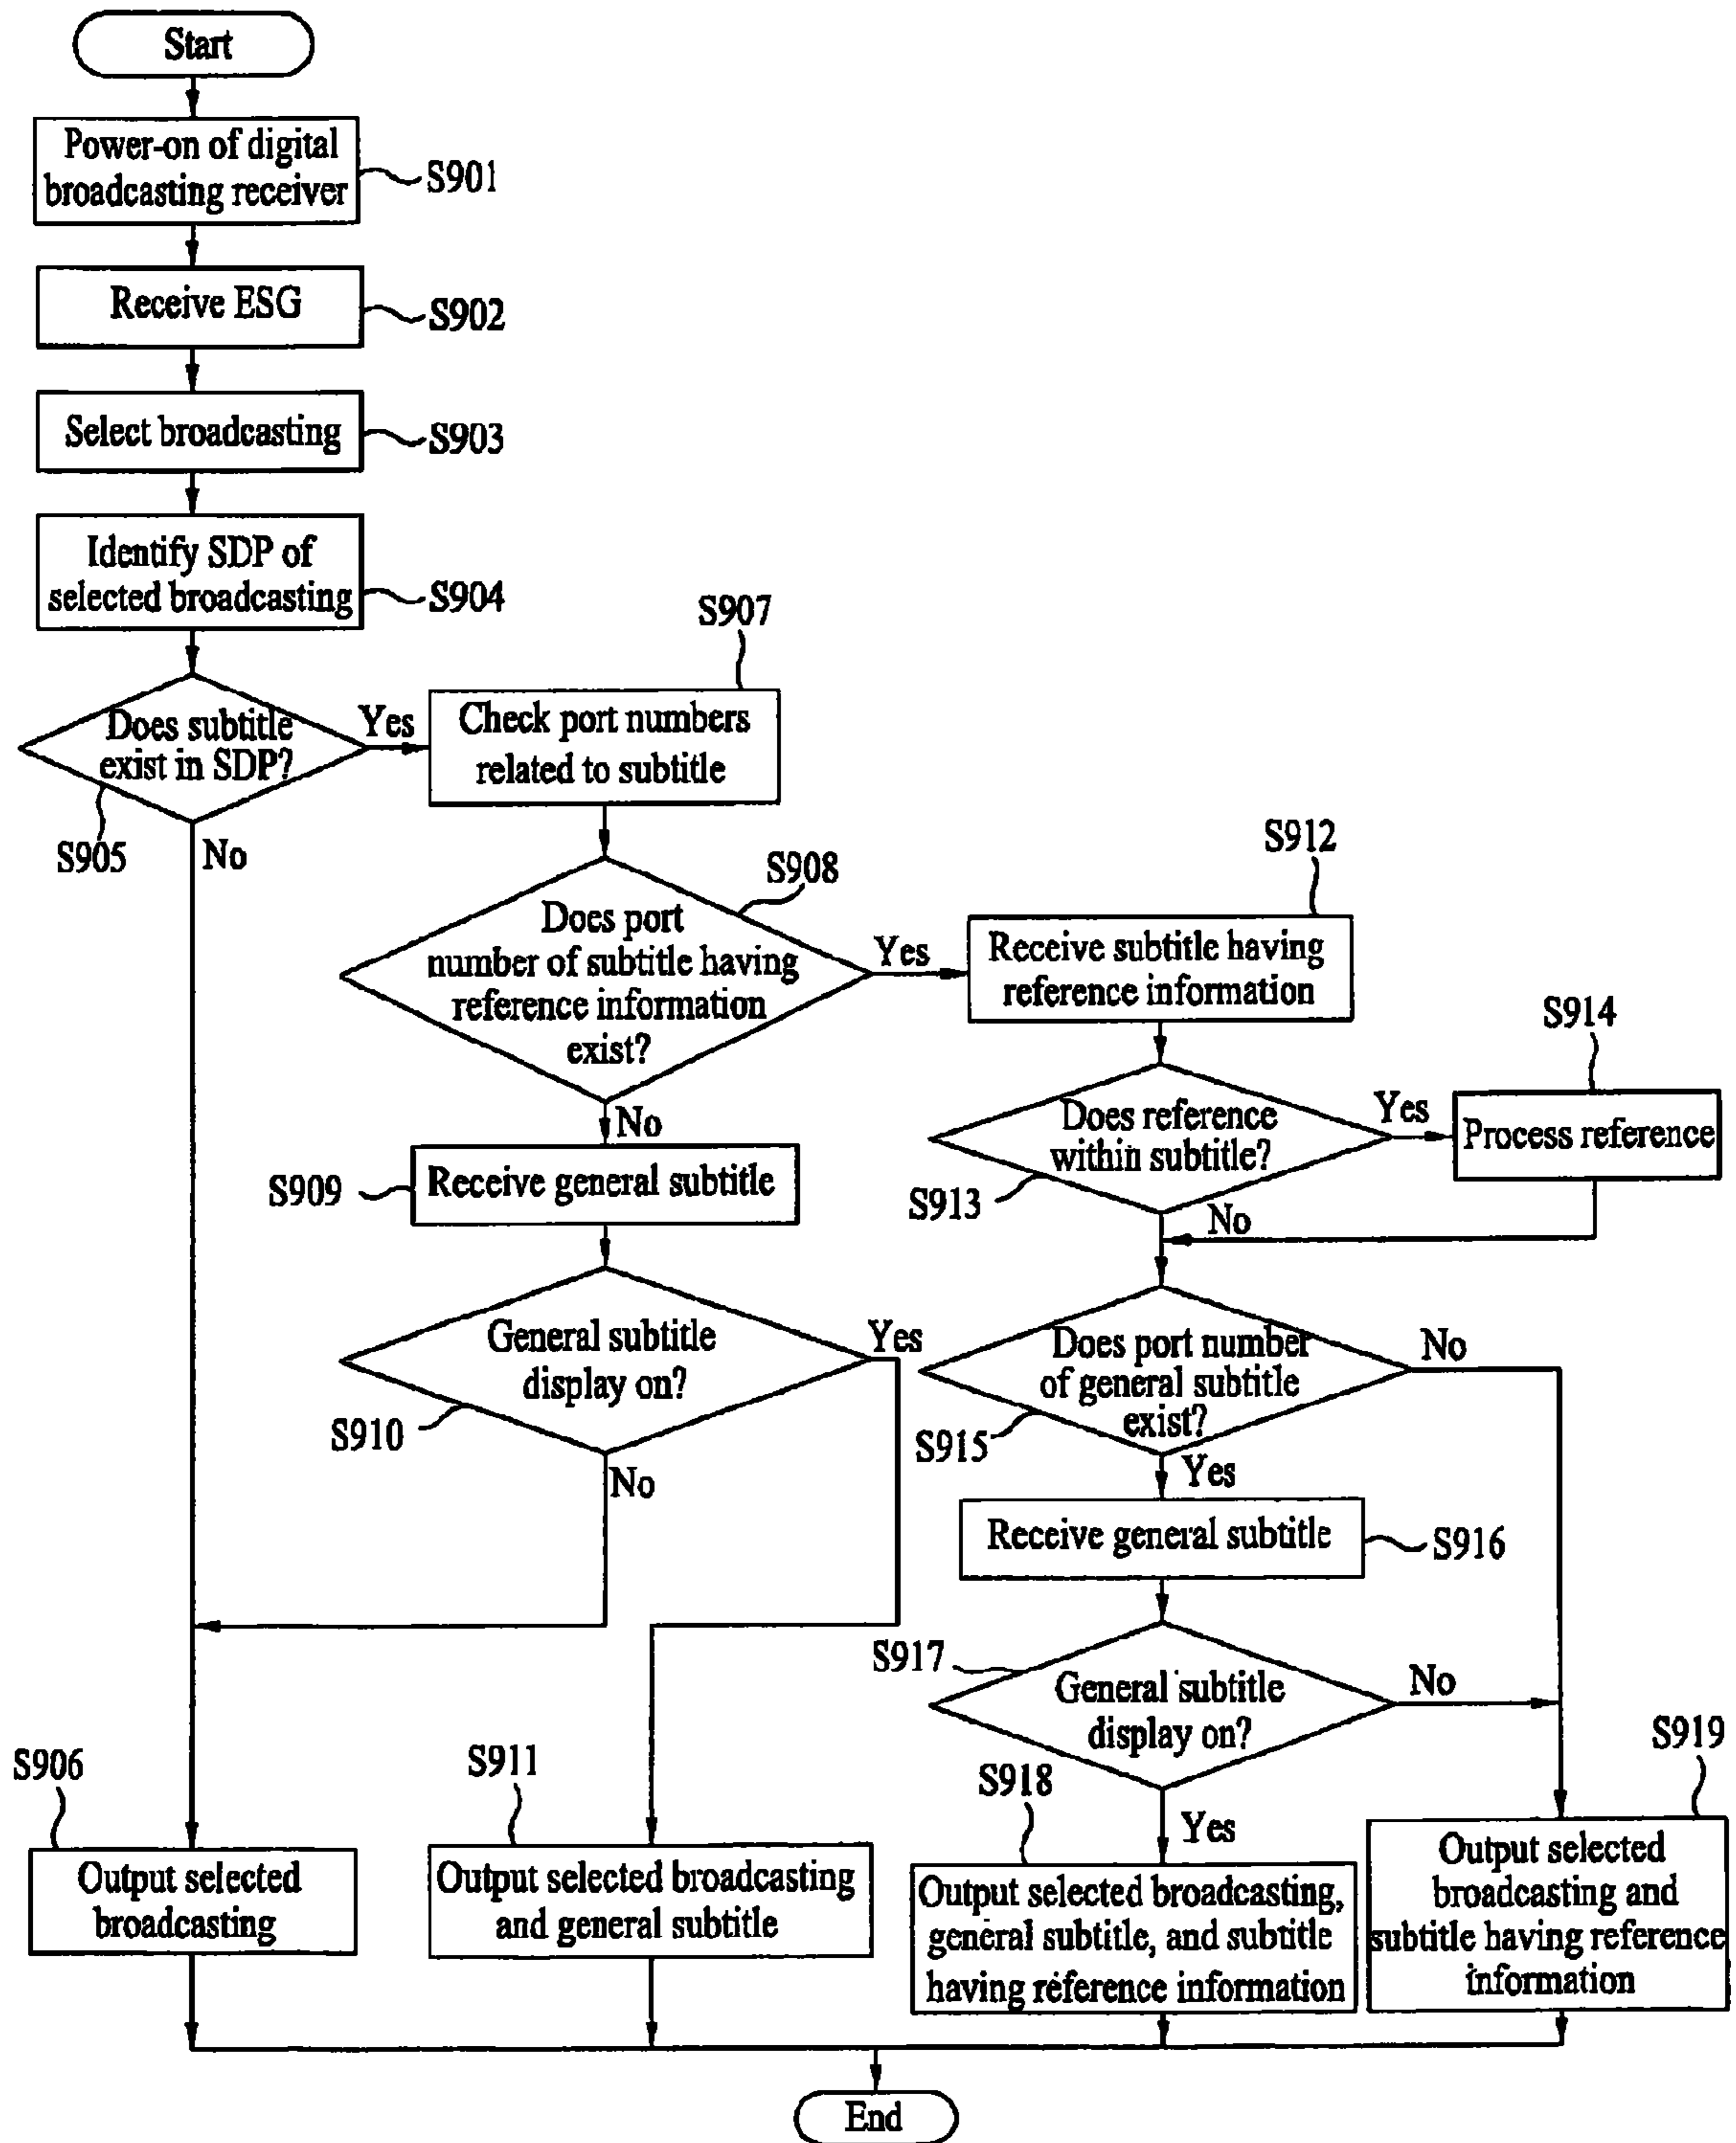 Start
Power-on of digital
broadcasting receiver
S901
Receive ESG
S902
Select broadcasting
S903
Identify SDP of
selected broadcasting
S904
Does subtitle
exist in SDP?
S905
Yes
No
S907
Check port numbers
related to subtitle
S908
Does port
number of subtitle having
reference information
exist?
Yes
No
S912
Receive subtitle having
reference information
S914
Does reference
within subtitle?
S913
Yes
No
Process reference
S909
Receive general subtitle
General subtitle
display on?
S910
Yes
No
Does port number
of general subtitle
exist?
S915
No
Yes
Receive general subtitle
S916
S917
General subtitle
display on?
No
Yes
S906
Output selected
broadcasting
S911
Output selected broadcasting
and general subtitle
S918
Output selected broadcasting,
general subtitle, and subtitle
having reference information
S919
Output selected
broadcasting and
subtitle having reference
information
End